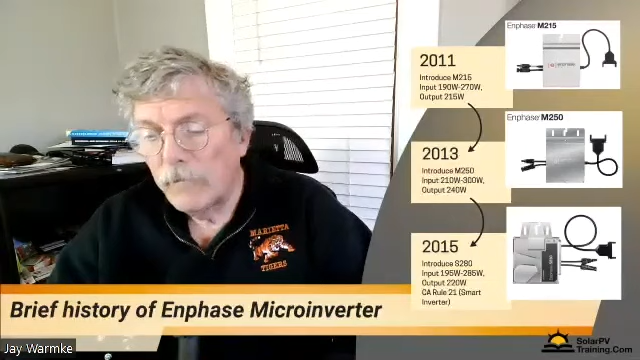 Enphase M215
2011
Introduce M215
Input 190W-270W,
Output 215W
Enphase M250
2013
Introduce M250
Input 210W-300W,
Output 240W
2015
Introduce S280
Input 195W-285W,
Output 220W
CA Rule 21 (Smart
Inverter)
MARIETTA
TIGERS
Brief history of Enphase Microinverter
Jay Warmke
SolarPV
Training.Com